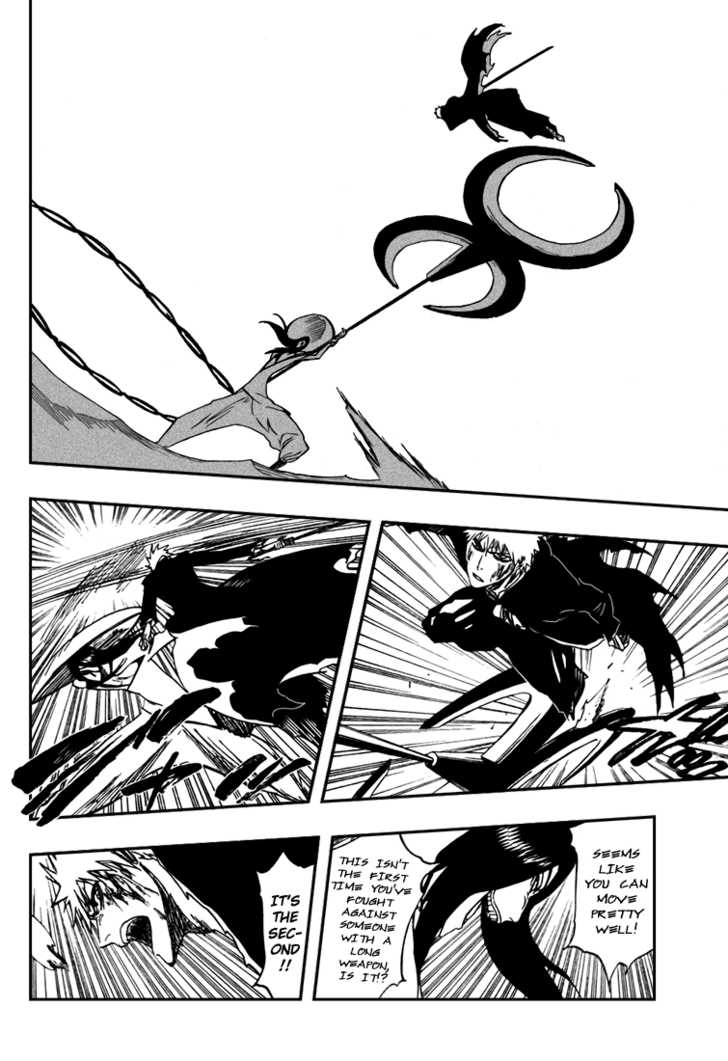 SEEMS
LIKE
YOU CAN
MOVE
PRETTY
WELL!
THIS ISN'T
THE FIRST
TIME YOU'VE
FOUGHT
AGAINST
SOMEONE
WITH A
LONG
WEAPON,
IS IT!?
IT'S
THE
SEC-
OND!!